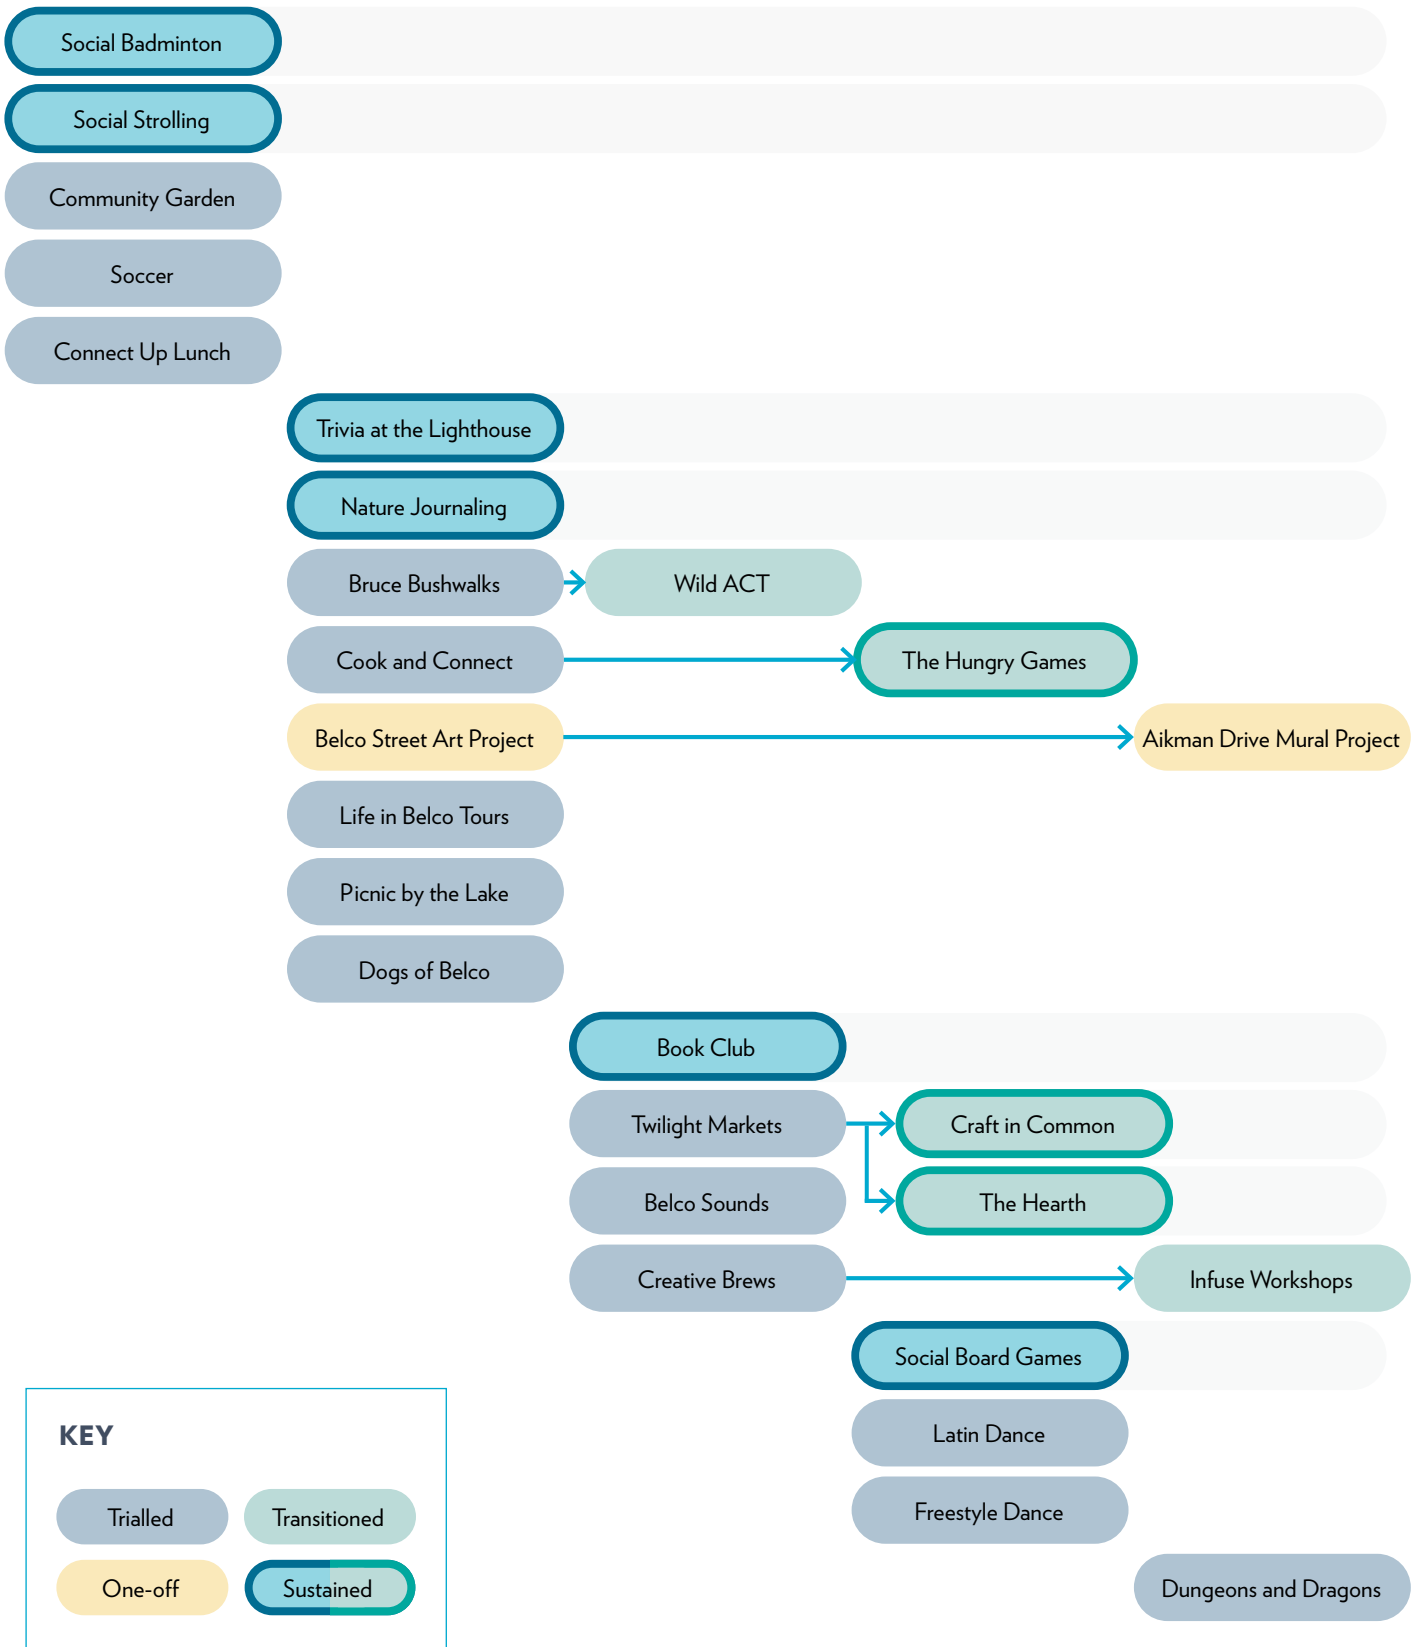 Social Badminton
Social Strolling
Community Garden
Soccer
Connect Up Lunch
Trivia at the Lighthouse
Nature Journaling
Bruce Bushwalks
Wild ACT
Cook and Connect
The Hungry Games
Belco Street Art Project
Aikman Drive Mural Project
Life in Belco Tours
Picnic by the Lake
Dogs of Belco
Book Club
Twilight Markets
Craft in Common
Belco Sounds
The Hearth
Creative Brews
Infuse Workshops
Social Board Games
Latin Dance
Freestyle Dance
Dungeons and Dragons
KEY
Trialled
Transitioned
One-off
Sustained